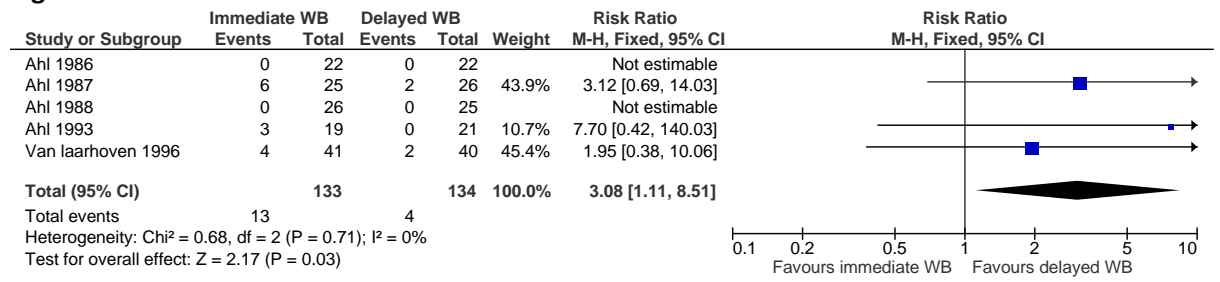 Immediate WB Delayed WB Risk Ratio Risk Ratio
Study or Subgroup Events Total Events Total Weight M-H, Fixed, 95% CI M-H, Fixed, 95% CI
Ahl 1986 0 22 0 22 Not estimable
Ahl 1987 6 25 2 26 43.9% 3.12 [0.69, 14.03]
Ahl 1988 0 26 0 25 Not estimable
Ahl 1993 3 19 0 21 10.7% 7.70 [0.42, 140.03]
Van laarhoven 1996 4 41 2 40 45.4% 1.95 [0.38, 10.06]
Total (95% CI) 133 134 100.0% 3.08 [1.11, 8.51]
Total events 13 4
Heterogeneity: Chi² = 0.68, df = 2 (P = 0.71); I² = 0%
Test for overall effect: Z = 2.17 (P = 0.03)
0.1 0.2 0.5 1 2 5 10
Favours immediate WB Favours delayed WB